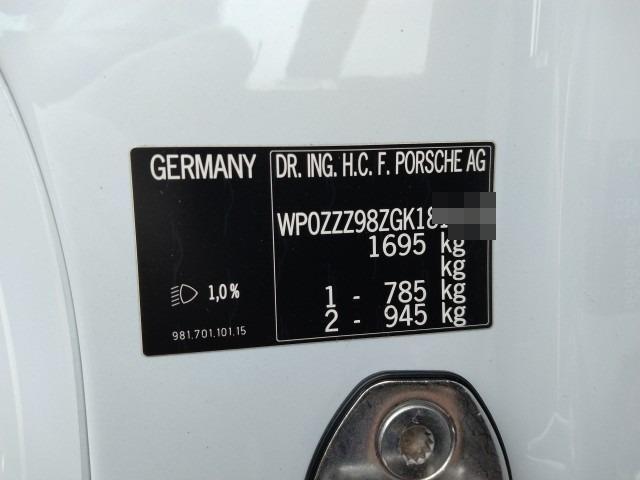 GERMANY
DR. ING. H.C. F. PORSCHE AG
WP0ZZZ98ZGK181
1695 kg
kg
1,0%
1 - 785 kg
2 - 945 kg
981.701.101.15